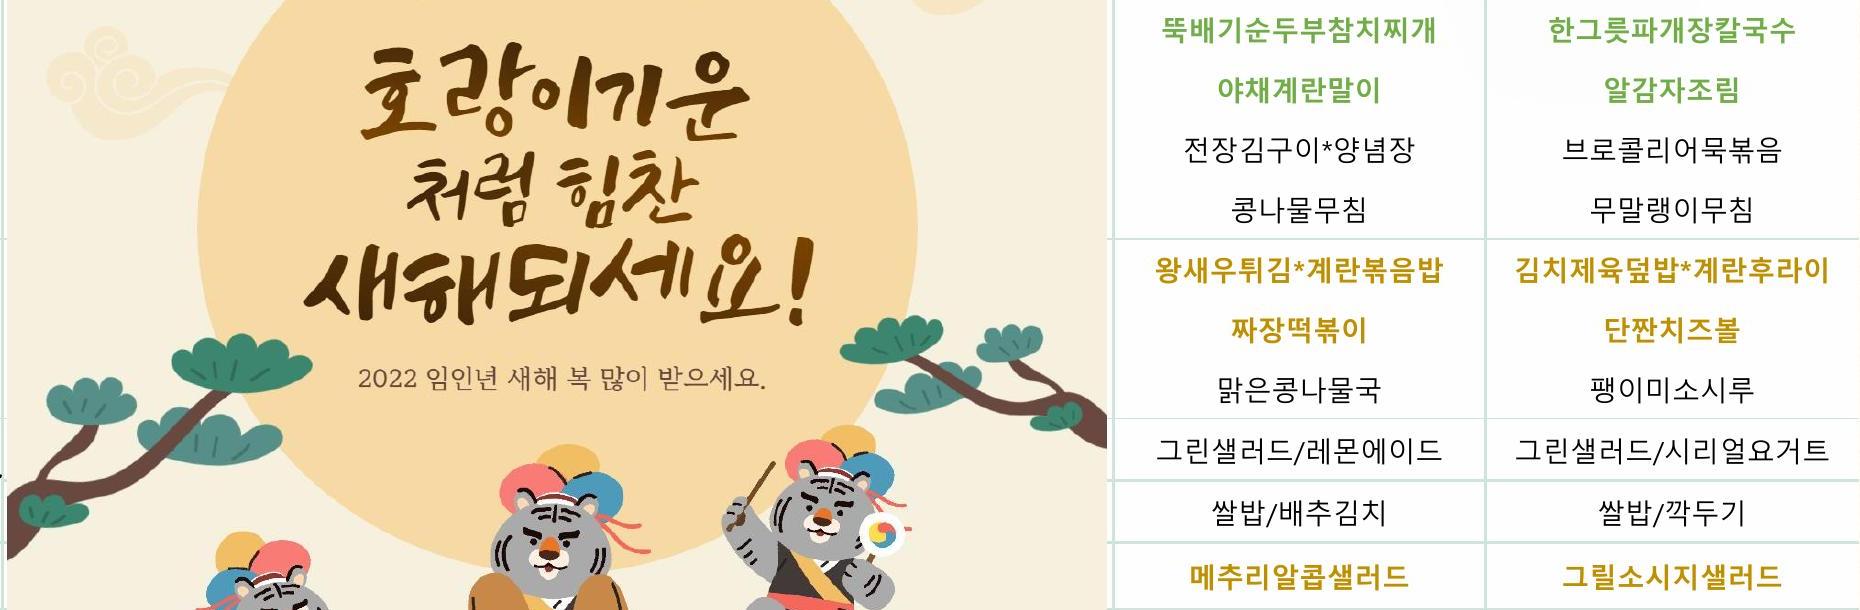 호랑이기운
처럼 힘찬
새해되세요!
2022 임인년 새해 복 많이 받으세요.
뚝배기순두부참치찌개
야채계란말이
전장김구이*양념장
콩나물무침
왕새우튀김*계란볶음밥
짜장떡볶이
맑은콩나물국
그린샐러드/레몬에이드
쌀밥/배추김치
메추리알콥샐러드
한그릇파개장칼국수
알감자조림
브로콜리어묵볶음
무말랭이무침
김치제육덮밥*계란후라이
단짠치즈볼
팽이미소시루
그린샐러드/시리얼요거트
쌀밥/깍두기
그릴소시지샐러드